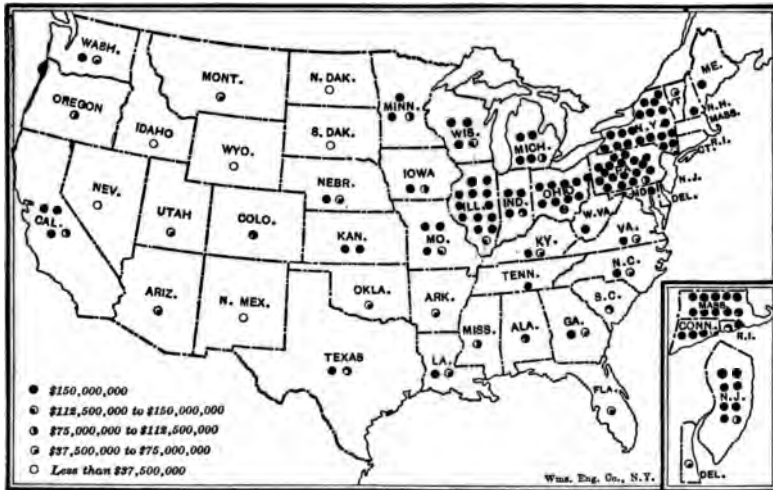 WASH.
MONT.
N. DAK.
MINN.
ME.
OREGON
IDAHO
S. DAK.
WIS.
MICH.
N.Y.
VT
N.H.
MASS.
R.I.
CT.
WYO.
NEV.
NEBR.
IOWA
ILL.
IND.
OHIO
PA.
N.J.
MD.
DEL.
CAL.
UTAH
COLO.
KAN.
MO.
W.VA.
VA.
KY.
N.C.
TENN.
ARIZ.
N. MEX.
OKLA.
ARK.
S.C.
MISS.
ALA.
GA.
TEXAS
LA.
FLA.
MASS.
CONN.
R.I.
N.J.
DEL.
$150,000,000
$112,500,000 to $150,000,000
$75,000,000 to $112,500,000
$37,500,000 to $75,000,000
Less than $37,500,000
Wms. Eng. Co., N.Y.